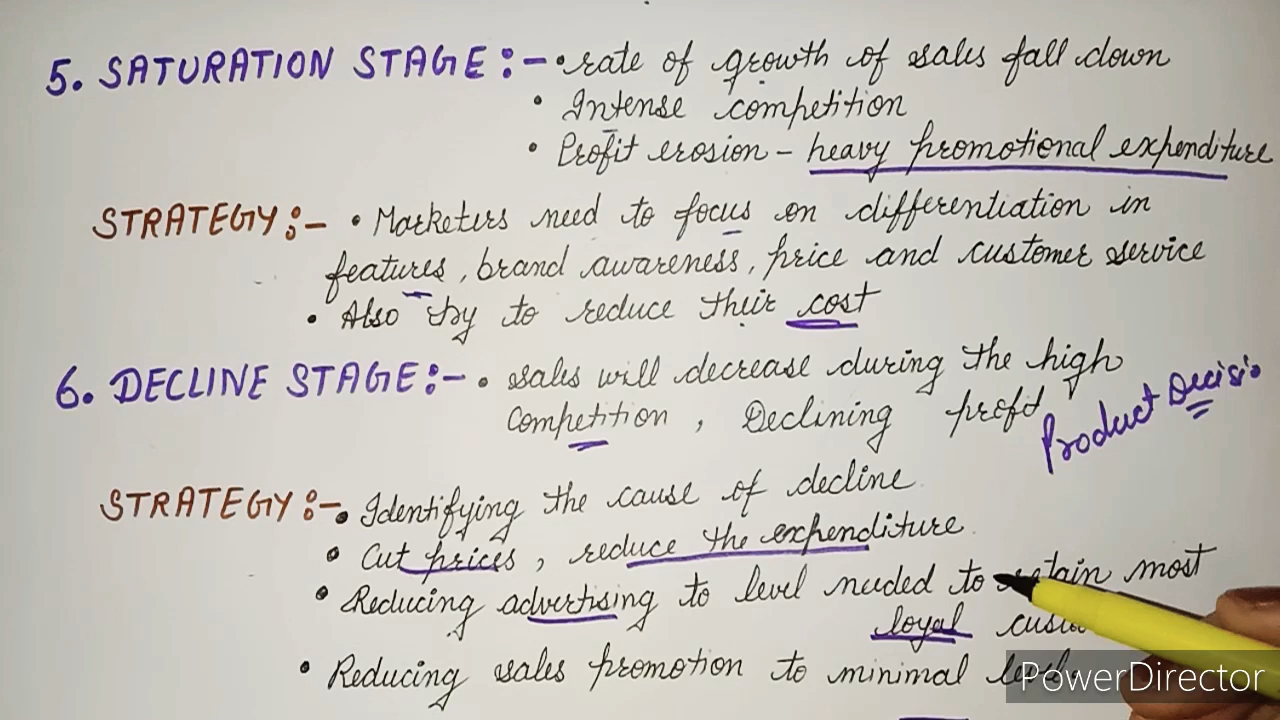 5. SATURATION STAGE :- • rate of growth of sales fall down
• Intense competition
• Profit erosion - heavy promotional expenditure
STRATEGY :- • Marketers need to focus on differentiation in
features, brand awareness, price and customer service
• Also try to reduce their cost
6. DECLINE STAGE :- • sales will decrease during the high
competition, Declining profit
Product Decisio
STRATEGY :- • Identifying the cause of decline
• Cut prices, reduce the expenditure
• Reducing advertising to level needed to retain most
loyal
• Reducing sales promotion to minimal level.
PowerDirector